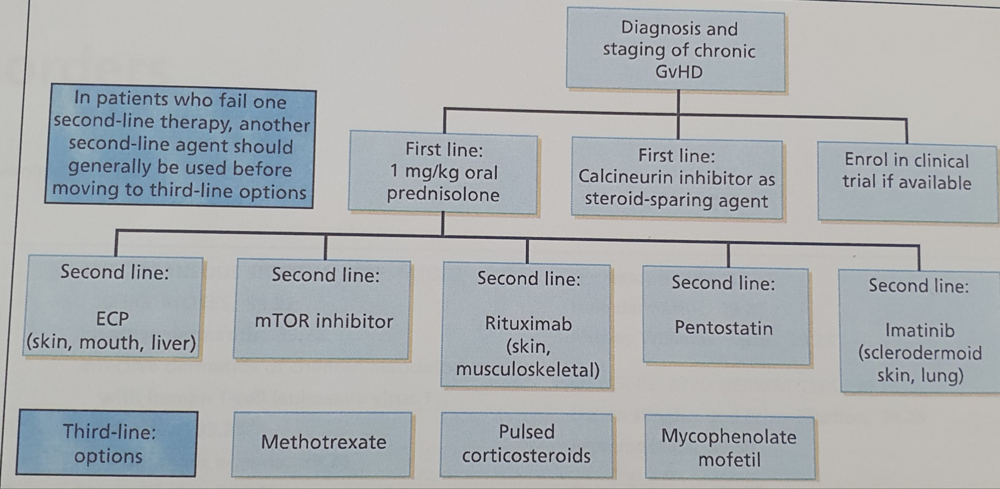 Diagnosis and
staging of chronic
GvHD
In patients who fail one
second-line therapy, another
second-line agent should
generally be used before
moving to third-line options
First line:
1 mg/kg oral
prednisolone
First line:
Calcineurin inhibitor as
steroid-sparing agent
Enrol in clinical
trial if available
Second line:
ECP
(skin, mouth, liver)
Second line:
mTOR inhibitor
Second line:
Rituximab
(skin,
musculoskeletal)
Second line:
Pentostatin
Second line:
Imatinib
(sclerodermoid
skin, lung)
Third-line:
options
Methotrexate
Pulsed
corticosteroids
Mycophenolate
mofetil